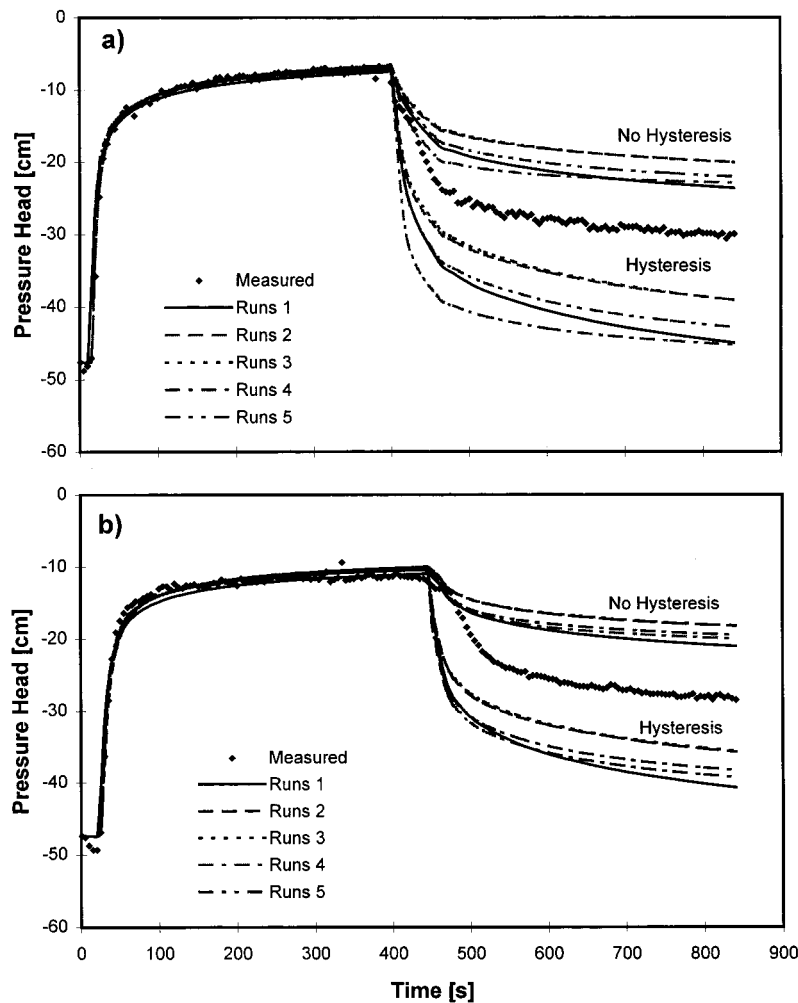 a)
0
-10
-20
-30
-40
-50
-60
Pressure Head [cm]
No Hysteresis
Hysteresis
Measured
Runs 1
Runs 2
Runs 3
Runs 4
Runs 5
b)
0
-10
-20
-30
-40
-50
-60
Pressure Head [cm]
No Hysteresis
Hysteresis
Measured
Runs 1
Runs 2
Runs 3
Runs 4
Runs 5
0 100 200 300 400 500 600 700 800 900
Time [s]